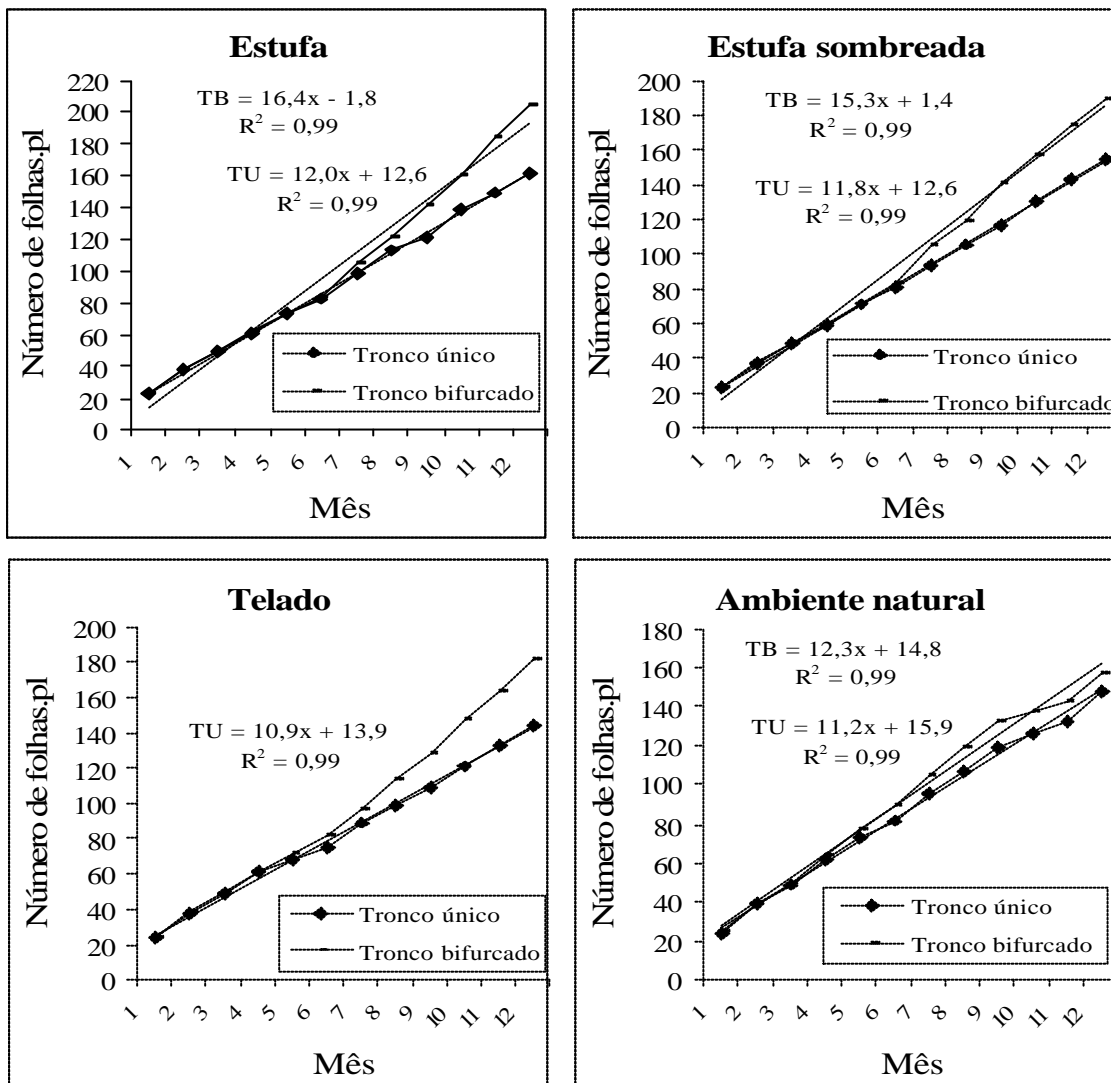 Estufa
Número de folhas.pl
220
200
180
160
140
120
100
80
60
40
20
0
TB = 16,4x - 1,8
R² = 0,99
TU = 12,0x + 12,6
R² = 0,99
Tronco único
Tronco bifurcado
1 2 3 4 5 6 7 8 9 10 11 12
Mês
Estufa sombreada
Número de folhas.pl
200
180
160
140
120
100
80
60
40
20
0
TB = 15,3x + 1,4
R² = 0,99
TU = 11,8x + 12,6
R² = 0,99
Tronco único
Tronco bifurcado
1 2 3 4 5 6 7 8 9 10 11 12
Mês
Telado
Número de folhas.pl
200
180
160
140
120
100
80
60
40
20
0
TU = 10,9x + 13,9
R² = 0,99
Tronco único
Tronco bifurcado
1 2 3 4 5 6 7 8 9 10 11 12
Mês
Ambiente natural
Número de folhas.pl
180
160
140
120
100
80
60
40
20
0
TB = 12,3x + 14,8
R² = 0,99
TU = 11,2x + 15,9
R² = 0,99
Tronco único
Tronco bifurcado
1 2 3 4 5 6 7 8 9 10 11 12
Mês